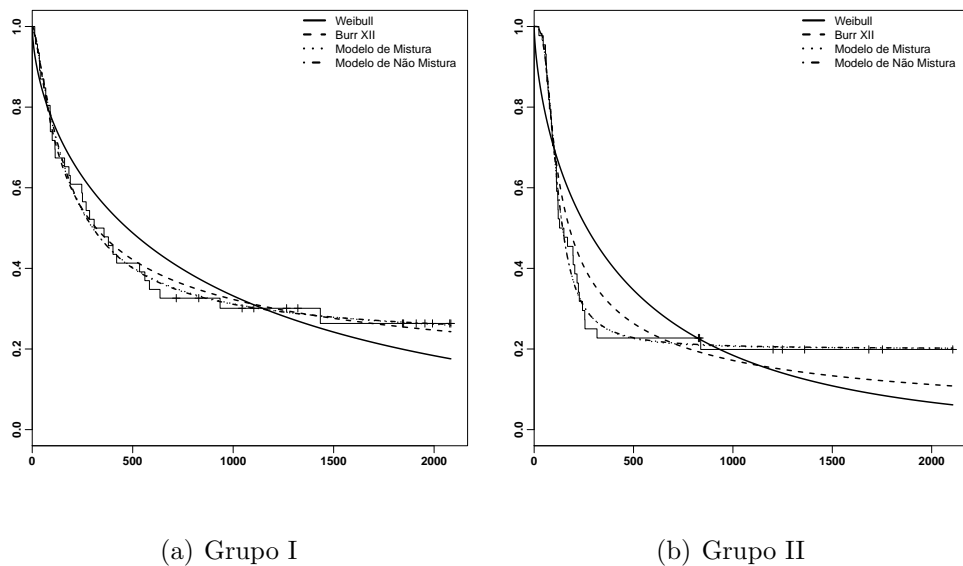 Weibull
Burr XII
Modelo de Mistura
Modelo de Não Mistura
1.0
0.8
0.6
0.4
0.2
0.0
0 500 1000 1500 2000
(a) Grupo I
Weibull
Burr XII
Modelo de Mistura
Modelo de Não Mistura
1.0
0.8
0.6
0.4
0.2
0.0
0 500 1000 1500 2000
(b) Grupo II